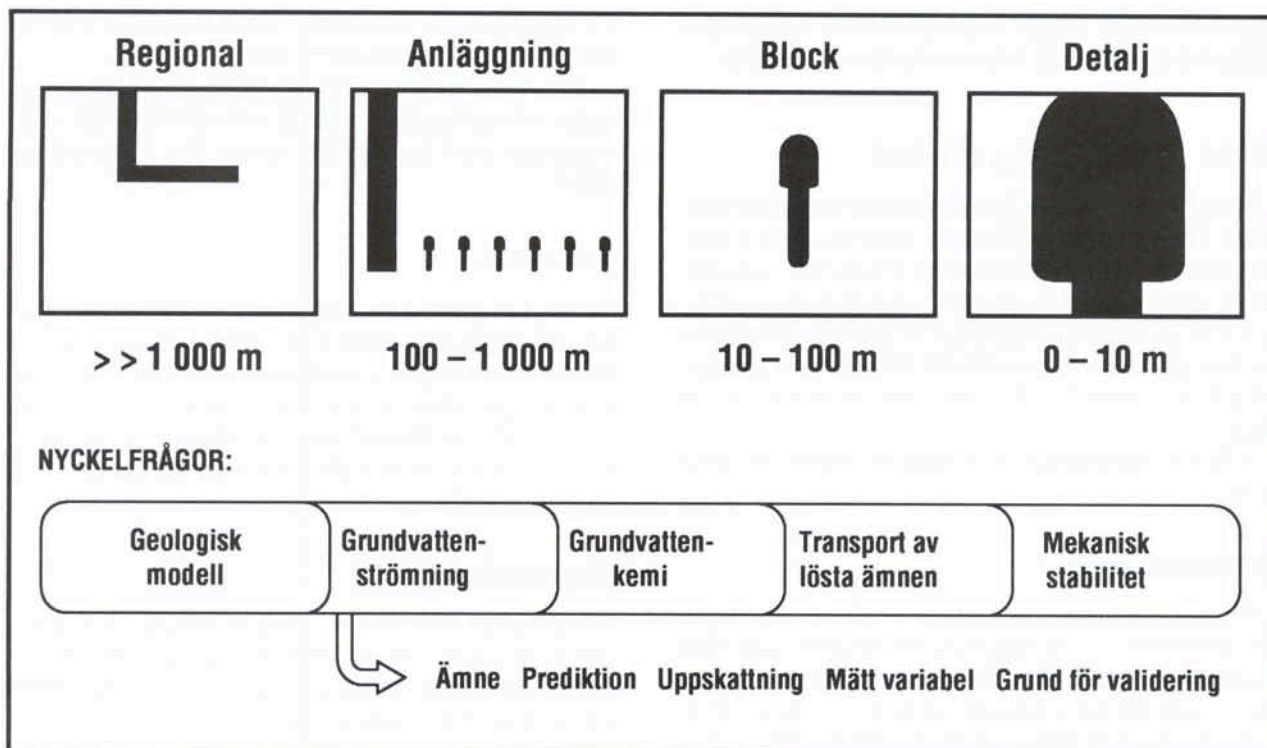 Regional Anläggning Block Detalj
>> 1 000 m 100 – 1 000 m 10 – 100 m 0 – 10 m
NYCKELFRÅGOR:
Geologisk Grundvatten- Grundvatten- Transport av Mekanisk
modell strömning kemi lösta ämnen stabilitet
Ämne Prediktion Uppskattning Mätt variabel Grund för validering